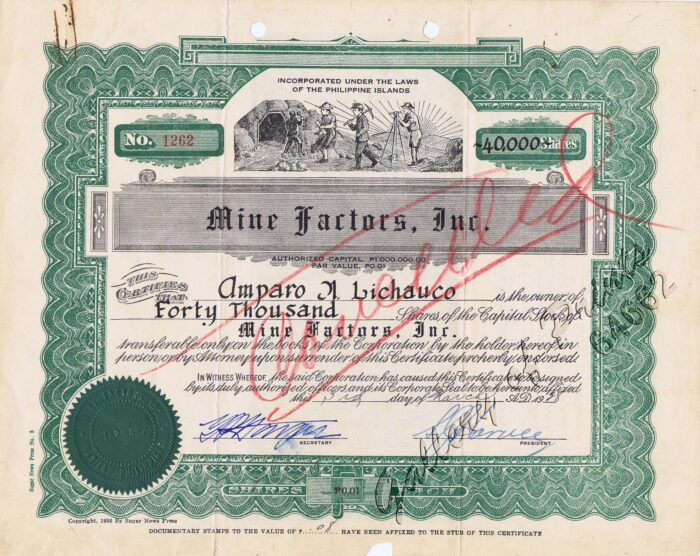 INCORPORATED UNDER THE LAWS
OF THE PHILIPPINE ISLANDS
No. 1262
40,000 Shares
Mine Factors, Inc.
AUTHORIZED CAPITAL, ₱1,000,000.00
PAR VALUE, ₱0.01
Cancelled
THIS CERTIFIES THAT
Amparo N. Lichauco is the owner of
Forty Thousand Shares of the Capital Stock of
Mine Factors, Inc.
transferable only on the books of the Corporation by the holder hereof in
person or by Attorney upon surrender of this Certificate properly endorsed.
IN WITNESS WHEREOF, the said Corporation has caused this Certificate to be signed
by its duly authorized officers and its Corporate Seal to be hereunto affixed
this day of March A.D. 193
SECRETARY
PRESIDENT
SHARES ₱0.01
Sugar News Press No. 8
Copyright, 1936 By Sugar News Press
DOCUMENTARY STAMPS TO THE VALUE OF ₱ .08 HAVE BEEN AFFIXED TO THE STUB OF THIS CERTIFICATE